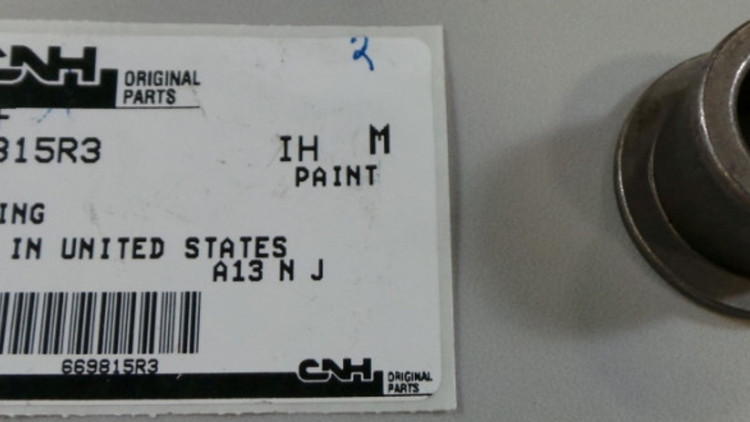 CNH ORIGINAL
PARTS
2
815R3 IH M
PAINT
ING
IN UNITED STATES
A13 N J
669815R3
CNH ORIGINAL
PARTS